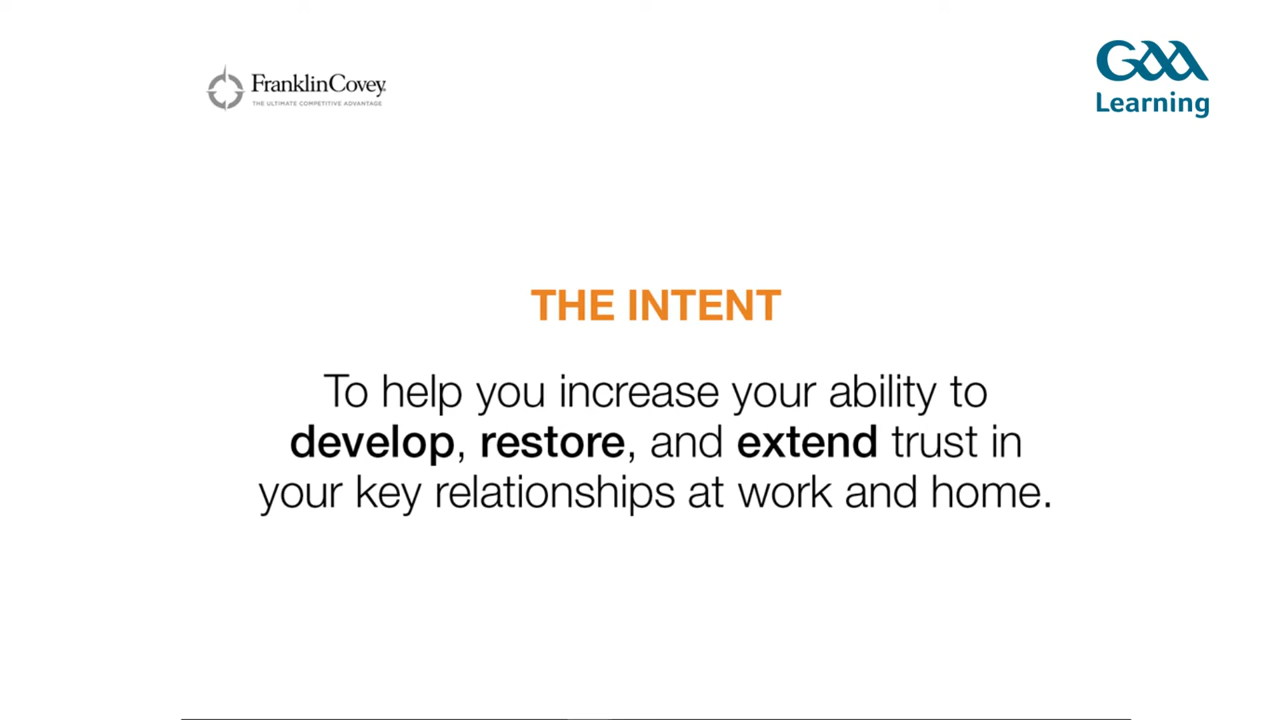 FranklinCovey
THE ULTIMATE COMPETITIVE ADVANTAGE
GAA
Learning
THE INTENT
To help you increase your ability to
develop, restore, and extend trust in
your key relationships at work and home.